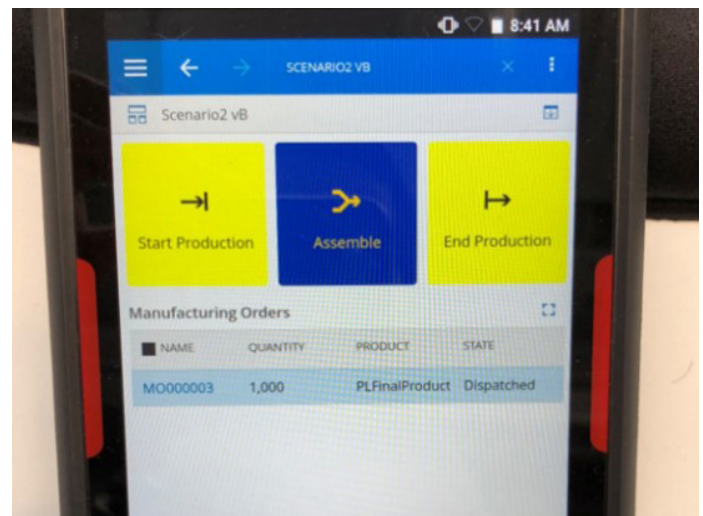 8:41 AM
SCENARIO2 VB
Scenario2 vB
Start Production
Assemble
End Production
Manufacturing Orders
NAME QUANTITY PRODUCT STATE
MO000003 1,000 PLFinalProduct Dispatched